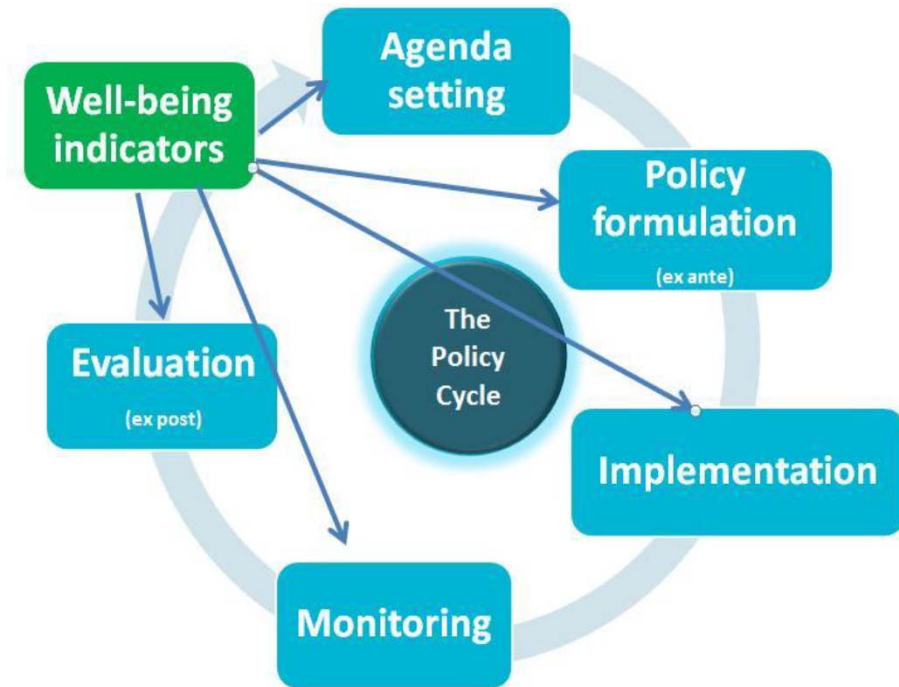 Agenda
setting
Well-being
indicators
Policy
formulation
(ex ante)
The
Policy
Cycle
Evaluation
(ex post)
Implementation
Monitoring